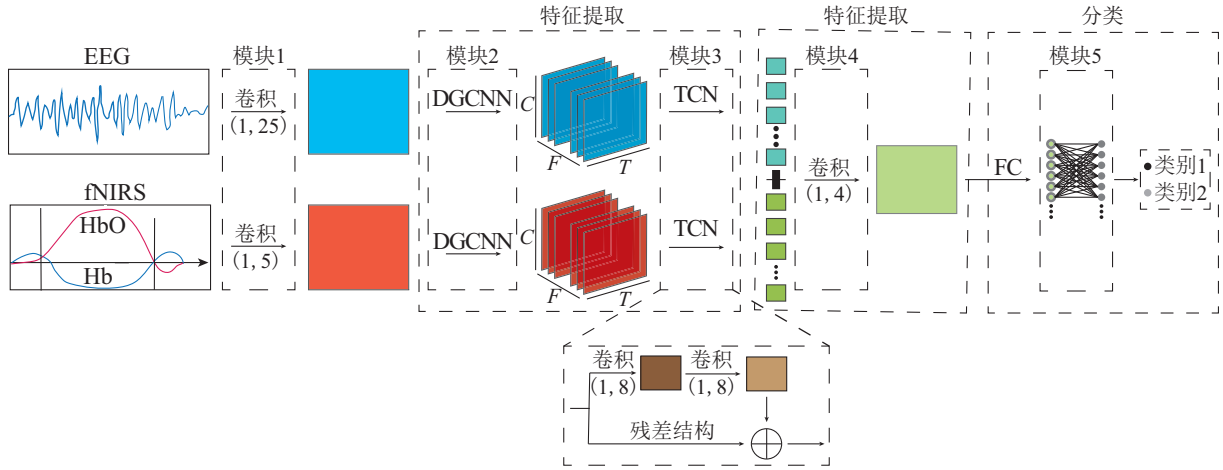 特征提取
特征提取
分类
EEG
模块1
模块2
模块3
模块4
模块5
卷积
(1, 25)
DGCNN
C
F
T
TCN
卷积
(1, 4)
FC
类别1
类别2
fNIRS
HbO
Hb
卷积
(1, 5)
DGCNN
C
F
T
TCN
卷积
(1, 8)
卷积
(1, 8)
残差结构